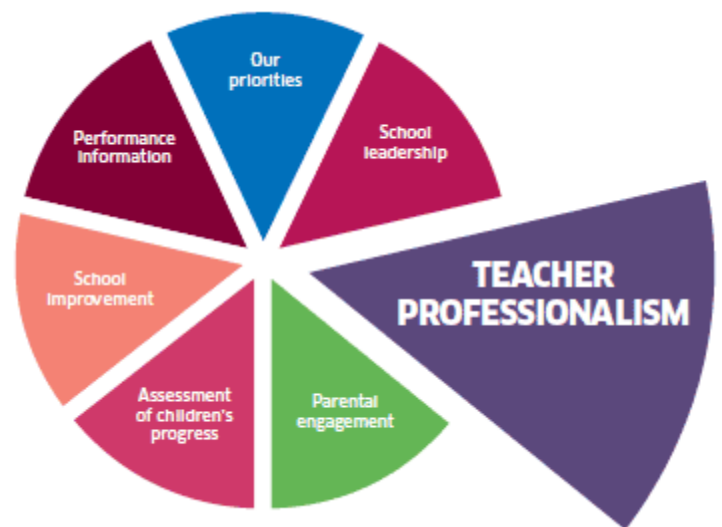 Our
priorities
School
leadership
TEACHER
PROFESSIONALISM
Parental
engagement
Assessment
of children's
progress
School
improvement
Performance
information